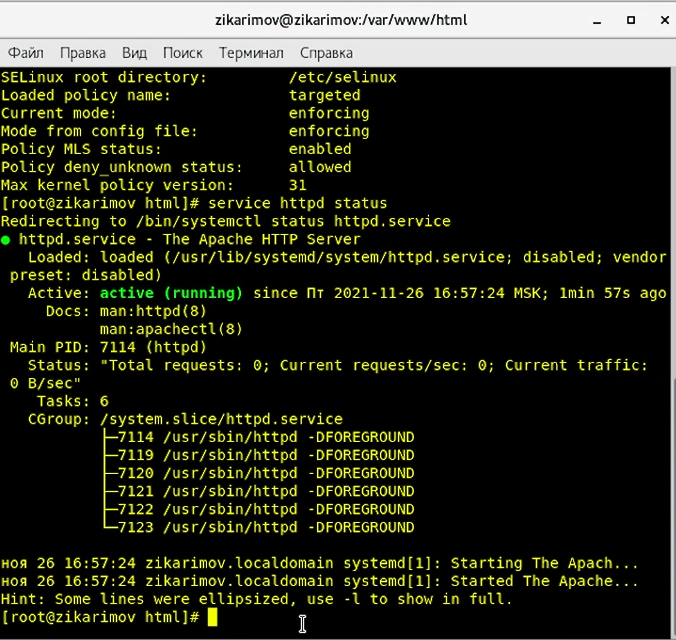 zikarimov@zikarimov:/var/www/html
Файл Правка Вид Поиск Терминал Справка
SELinux root directory:         /etc/selinux
Loaded policy name:             targeted
Current mode:                   enforcing
Mode from config file:          enforcing
Policy MLS status:              enabled
Policy deny_unknown status:     allowed
Max kernel policy version:      31
[root@zikarimov html]# service httpd status
Redirecting to /bin/systemctl status httpd.service
● httpd.service - The Apache HTTP Server
   Loaded: loaded (/usr/lib/systemd/system/httpd.service; disabled; vendor
 preset: disabled)
   Active: active (running) since Пт 2021-11-26 16:57:24 MSK; 1min 57s ago
     Docs: man:httpd(8)
           man:apachectl(8)
 Main PID: 7114 (httpd)
   Status: "Total requests: 0; Current requests/sec: 0; Current traffic:
 0 B/sec"
    Tasks: 6
   CGroup: /system.slice/httpd.service
           ├─7114 /usr/sbin/httpd -DFOREGROUND
           ├─7119 /usr/sbin/httpd -DFOREGROUND
           ├─7120 /usr/sbin/httpd -DFOREGROUND
           ├─7121 /usr/sbin/httpd -DFOREGROUND
           ├─7122 /usr/sbin/httpd -DFOREGROUND
           └─7123 /usr/sbin/httpd -DFOREGROUND
ноя 26 16:57:24 zikarimov.localdomain systemd[1]: Starting The Apach...
ноя 26 16:57:24 zikarimov.localdomain systemd[1]: Started The Apache...
Hint: Some lines were ellipsized, use -l to show in full.
[root@zikarimov html]#